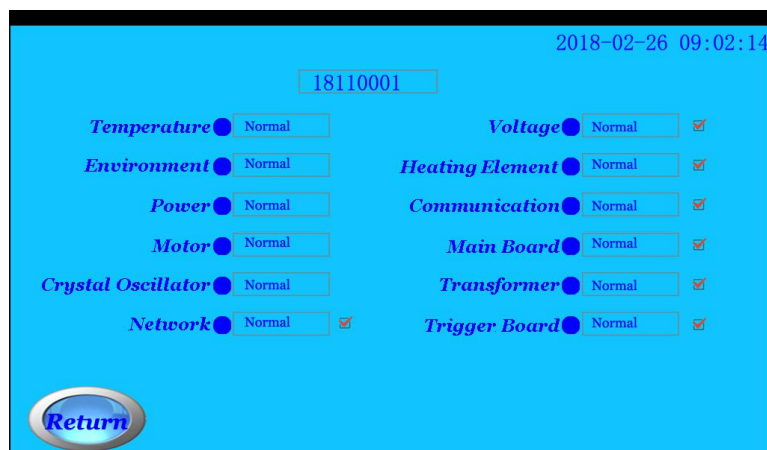 2018-02-26 09:02:14
18110001
Temperature Normal Voltage Normal
Environment Normal Heating Element Normal
Power Normal Communication Normal
Motor Normal Main Board Normal
Crystal Oscillator Normal Transformer Normal
Network Normal Trigger Board Normal
Return